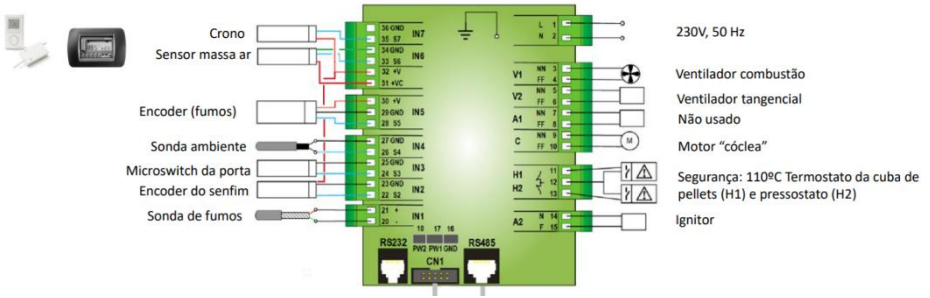 Crono
Sensor massa ar
Encoder (fumos)
Sonda ambiente
Microswitch da porta
Encoder do senfim
Sonda de fumos
36 GND
35 S7
IN7
34 GND
33 S6
IN6
32 +V
31 +VC
30 +V
29 GND
IN5
28 S5
27 GND
IN4
26 S4
25 GND
IN3
24 S3
23 GND
IN2
22 S2
21 +
IN1
20 -
18 17 16
PW2 PW1 GND
RS232
CN1
RS485
L 1
N 2
V1
NN 3
FF 4
V2
NN 5
FF 6
A1
NN 7
FF 8
C
NN 9
FF 10
H1
11
12
H2
13
A2
N 14
F 15
M
230V, 50 Hz
Ventilador combustão
Ventilador tangencial
Não usado
Motor “cóclea”
Segurança: 110ºC Termostato da cuba de
pellets (H1) e pressostato (H2)
Ignitor